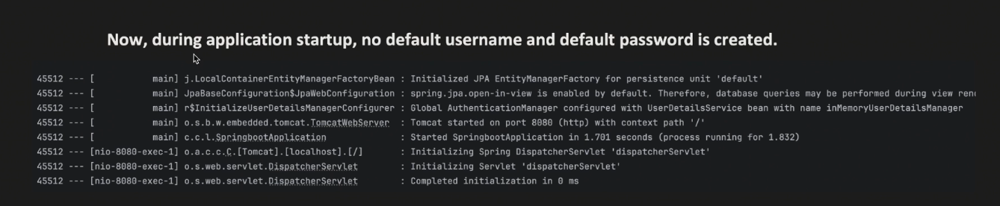 Now, during application startup, no default username and default password is created.
45512 --- [           main] j.LocalContainerEntityManagerFactoryBean : Initialized JPA EntityManagerFactory for persistence unit 'default'
45512 --- [           main] JpaBaseConfiguration$JpaWebConfiguration : spring.jpa.open-in-view is enabled by default. Therefore, database queries may be performed during view
45512 --- [           main] r$InitializeUserDetailsManagerConfigurer : Global AuthenticationManager configured with UserDetailsService bean with name inMemoryUserDetailsManager
45512 --- [           main] o.s.b.w.embedded.tomcat.TomcatWebServer  : Tomcat started on port 8080 (http) with context path '/'
45512 --- [           main] c.c.l.SpringbootApplication              : Started SpringbootApplication in 1.701 seconds (process running for 1.832)
45512 --- [nio-8080-exec-1] o.a.c.c.C.[Tomcat].[localhost].[/]       : Initializing Spring DispatcherServlet 'dispatcherServlet'
45512 --- [nio-8080-exec-1] o.s.web.servlet.DispatcherServlet        : Initializing Servlet 'dispatcherServlet'
45512 --- [nio-8080-exec-1] o.s.web.servlet.DispatcherServlet        : Completed initialization in 0 ms